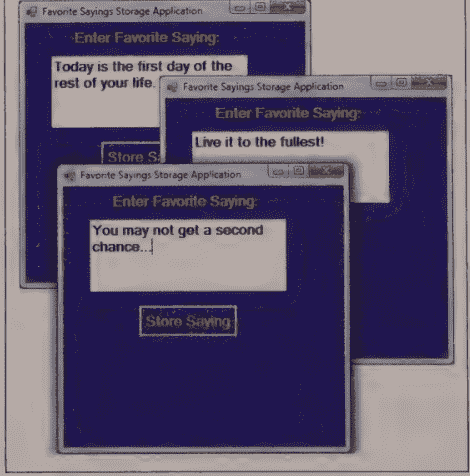 Favorite Sayings Storage Application
Enter Favorite Saying:
Today is the first day of the
rest of your life.
Store Sa
Favorite Sayings Storage Application
Enter Favorite Saying:
Live it to the fullest!
Favorite Sayings Storage Application
Enter Favorite Saying:
You may not get a second
chance...
Store Saying